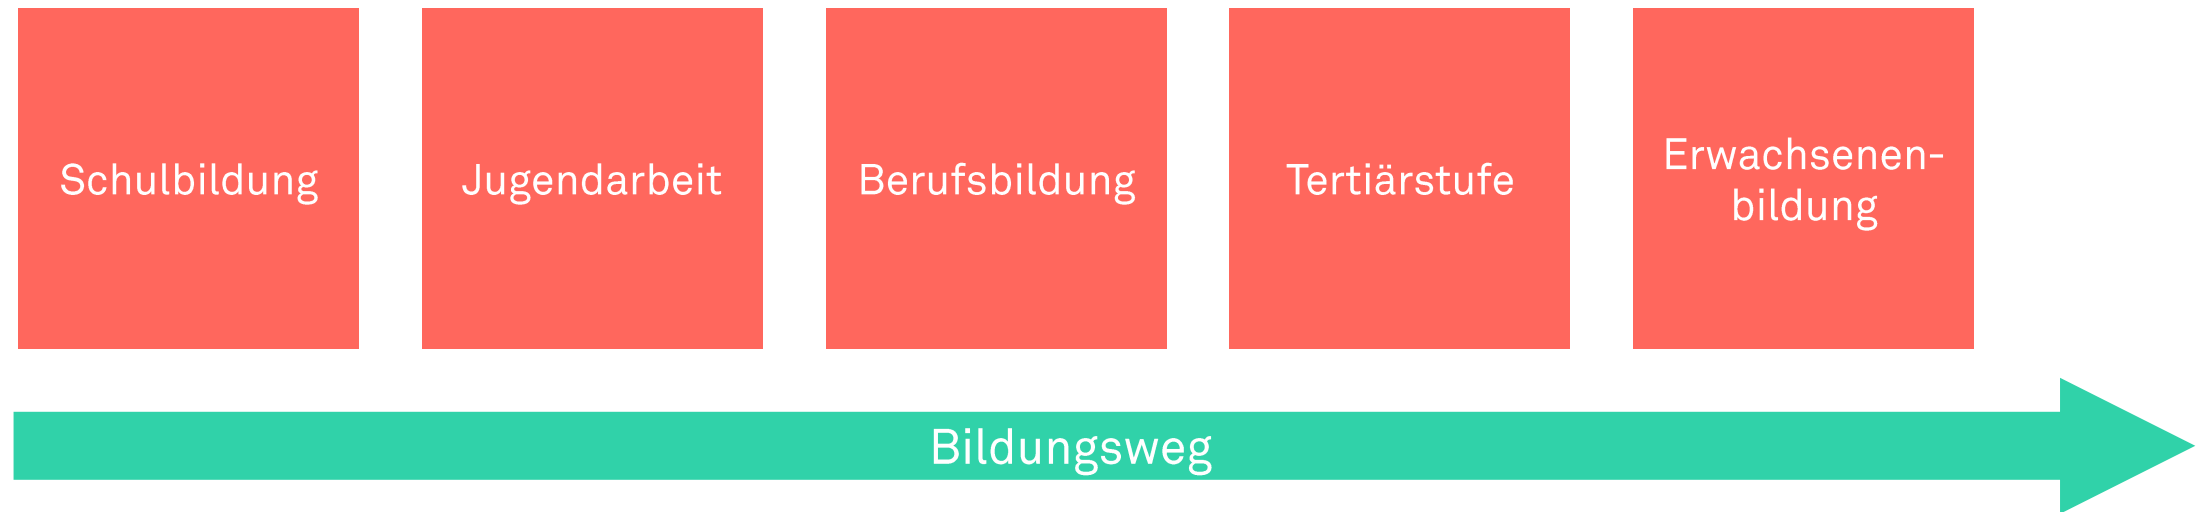 Schulbildung
Jugendarbeit
Berufsbildung
Tertiärstufe
Erwachsenen-
bildung
Bildungsweg